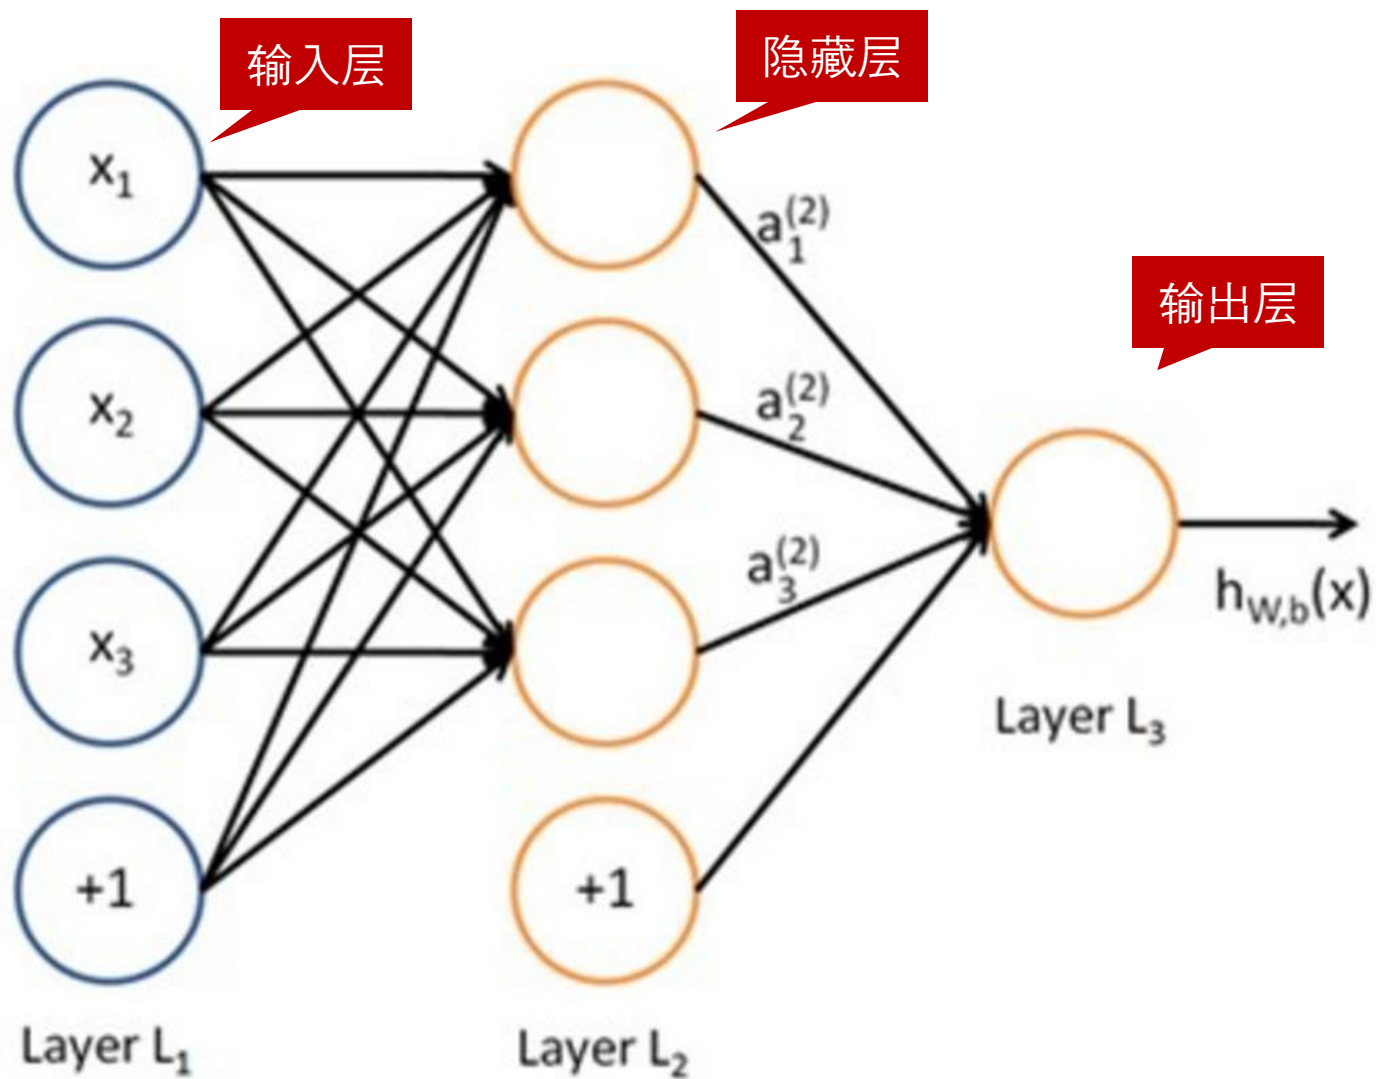 输入层
隐藏层
输出层
x₁
x₂
x₃
+1
Layer L₁
a₁⁽²⁾
a₂⁽²⁾
a₃⁽²⁾
+1
Layer L₂
h_W,b(x)
Layer L₃